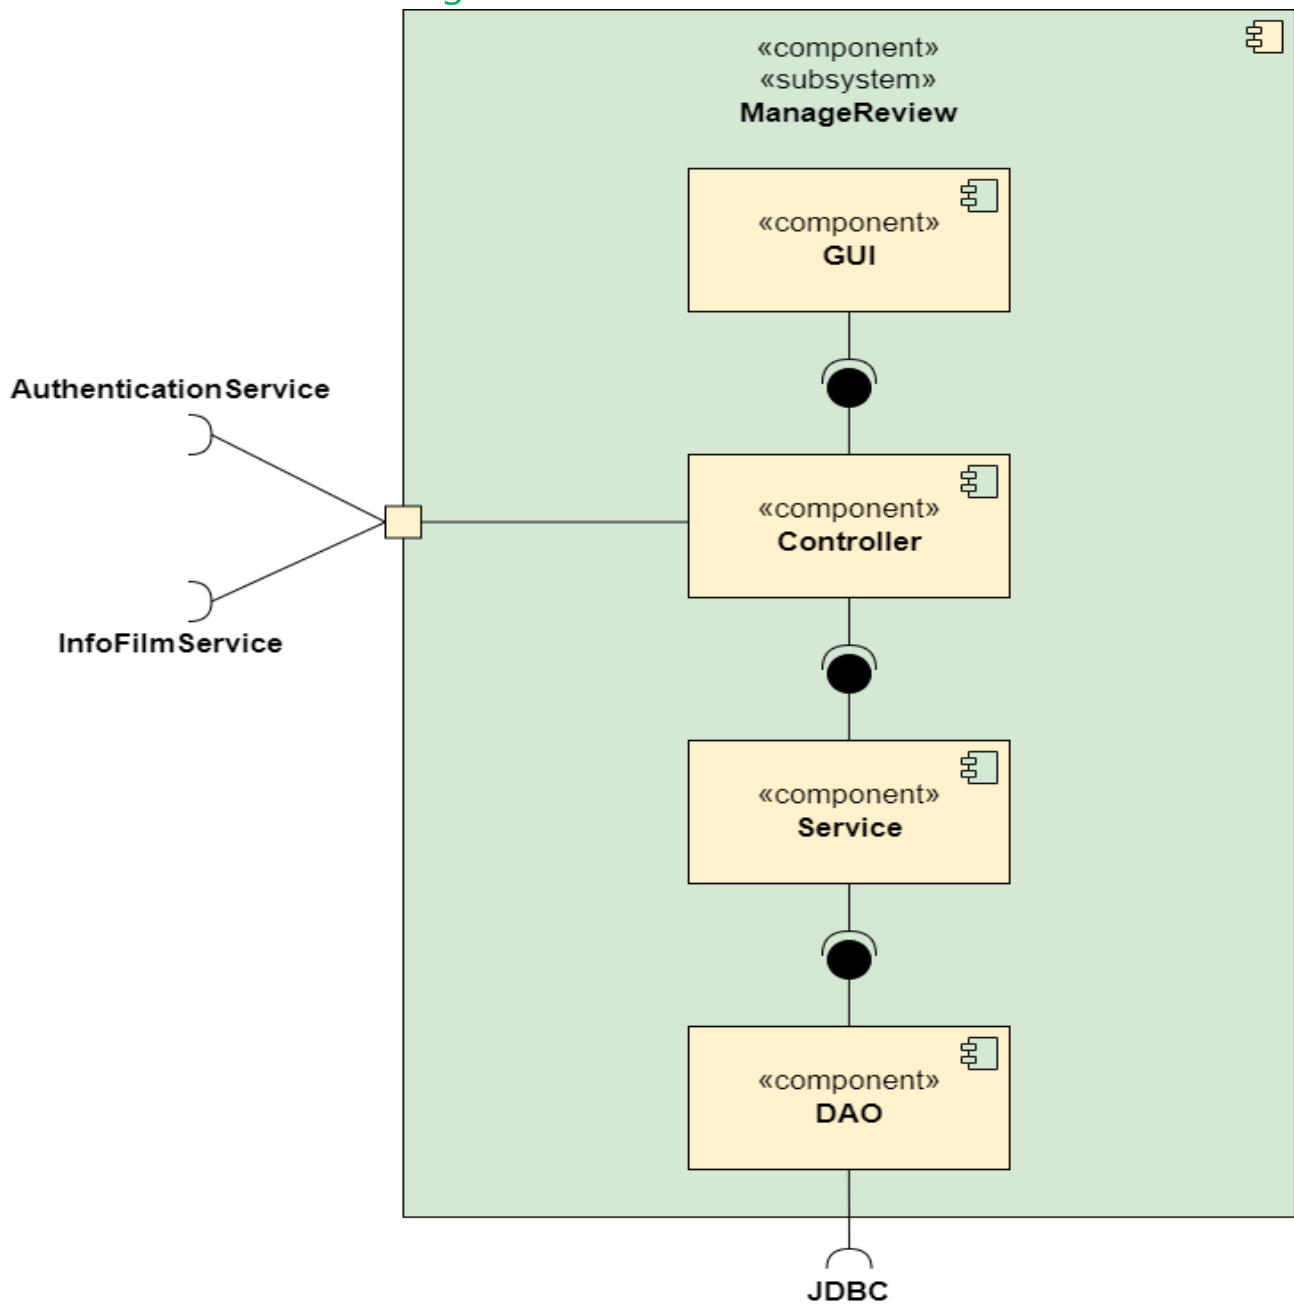 «component»
«subsystem»
ManageReview
«component»
GUI
AuthenticationService
«component»
Controller
InfoFilmService
«component»
Service
«component»
DAO
JDBC